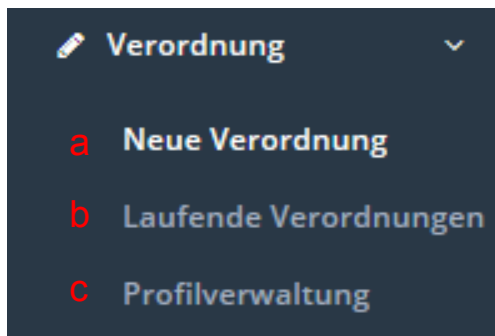 Verordnung
a Neue Verordnung
b Laufende Verordnungen
c Profilverwaltung